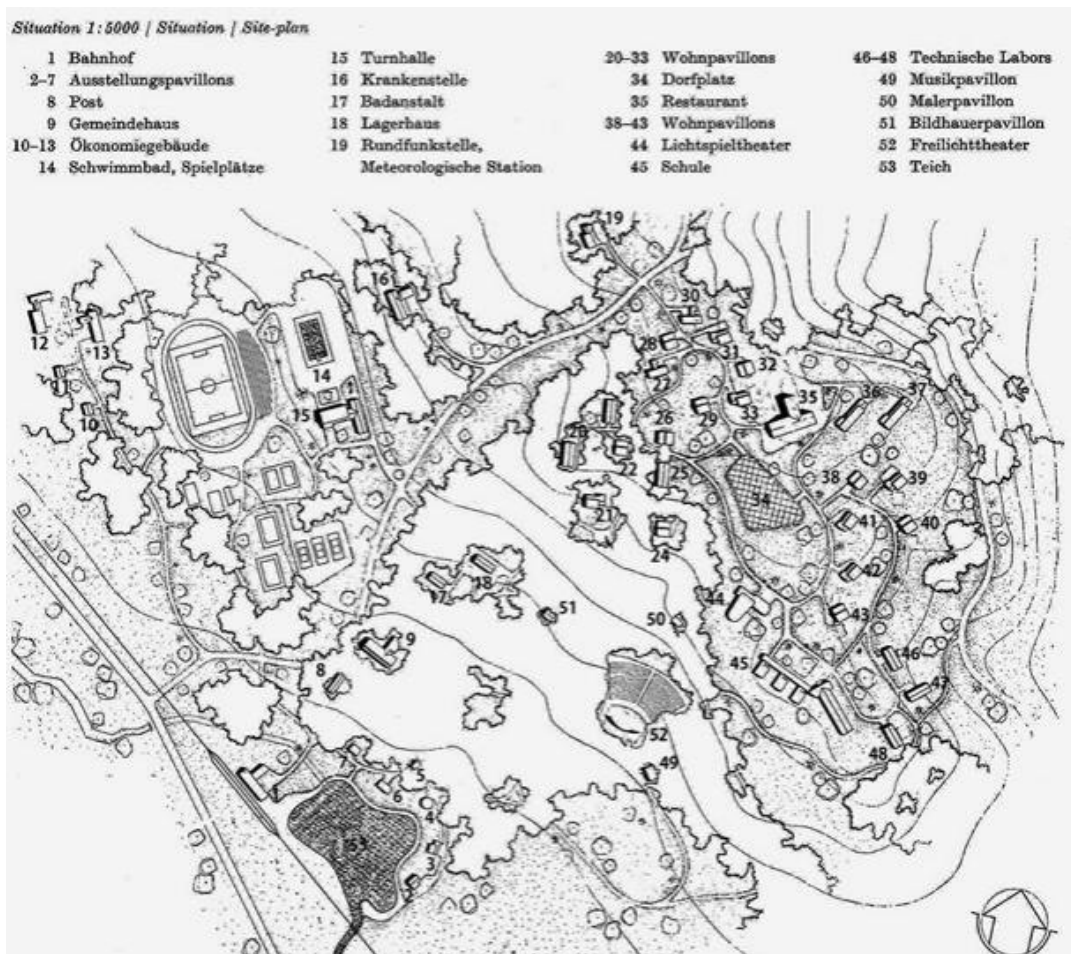 Situation 1:5000 / Situation / Site-plan
1 Bahnhof
2–7 Ausstellungspavillons
8 Post
9 Gemeindehaus
10–13 Ökonomiegebäude
14 Schwimmbad, Spielplätze
15 Turnhalle
16 Krankenstelle
17 Badanstalt
18 Lagerhaus
19 Rundfunkstelle,
Meteorologische Station
20–33 Wohnpavillons
34 Dorfplatz
35 Restaurant
38–43 Wohnpavillons
44 Lichtspieltheater
45 Schule
46–48 Technische Labors
49 Musikpavillon
50 Malerpavillon
51 Bildhauerpavillon
52 Freilichttheater
53 Teich
19
16
30
12
13
28
31
32
14
11
27
35
36
37
10
15
26
29
33
25
38
39
34
21
41
40
24
42
18
17
44
51
50
43
9
45
46
8
47
52
48
49
5
6
4
53
3